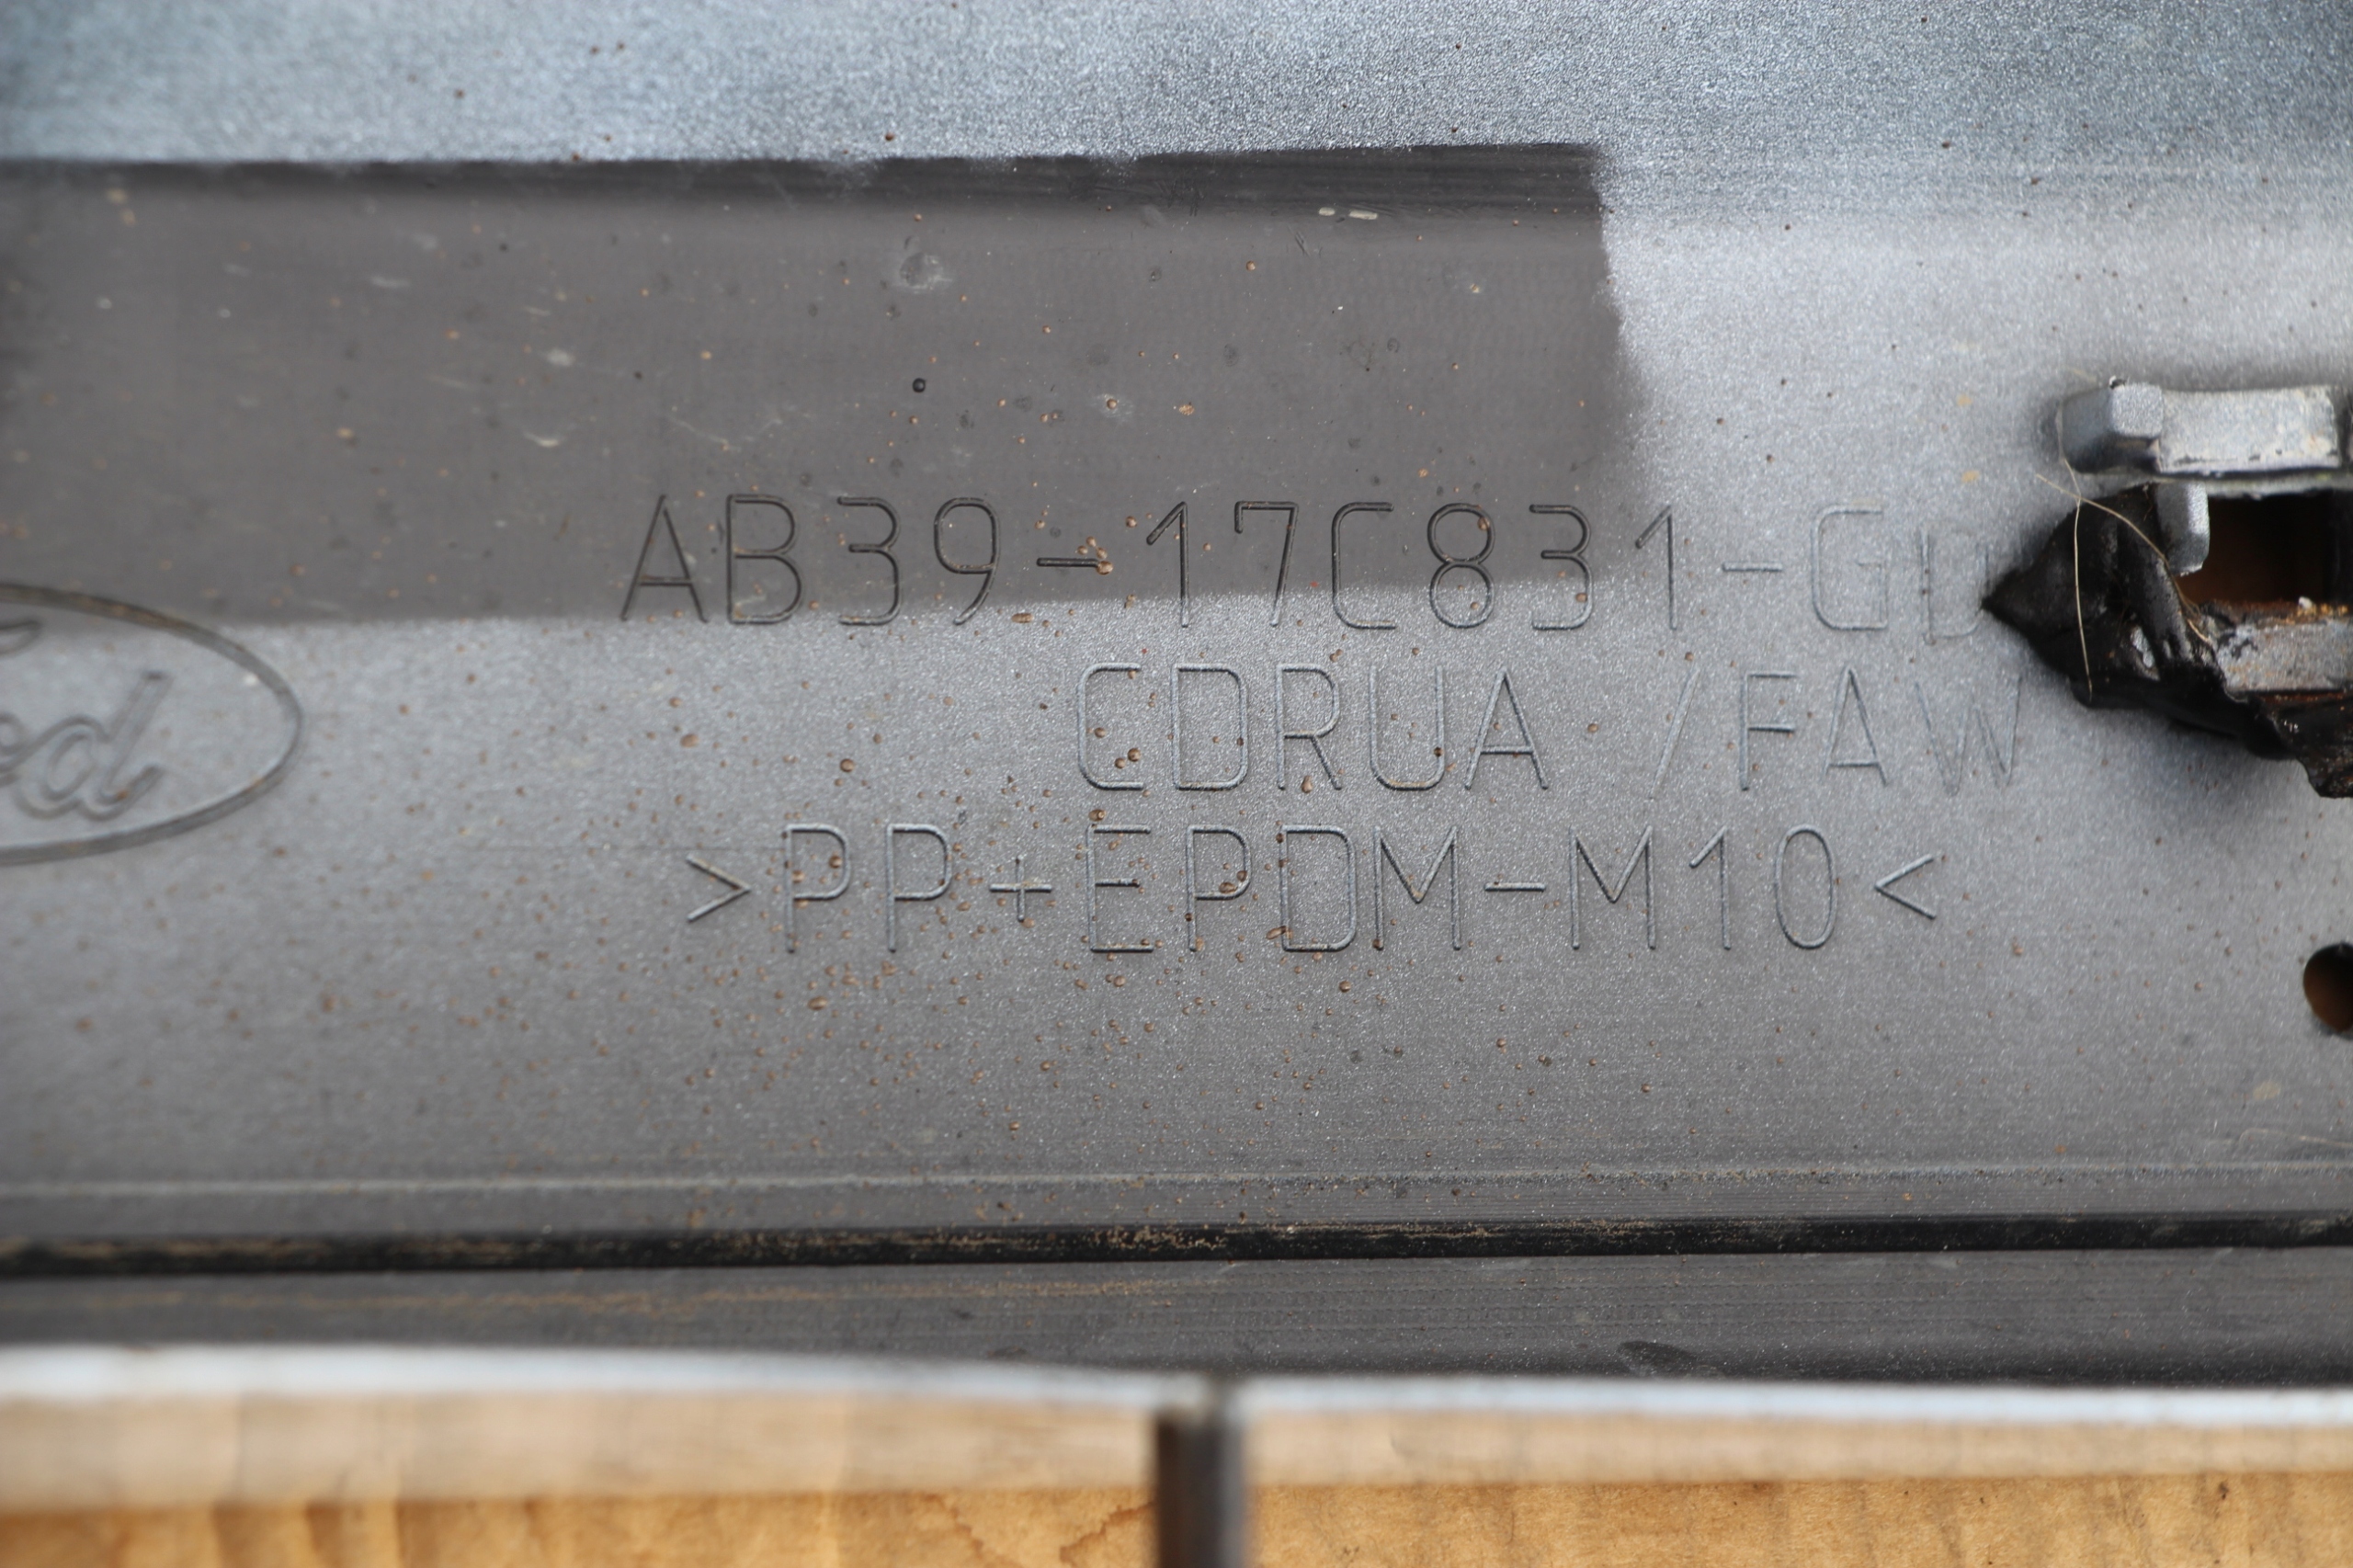 AB39-17C831-GD
CDRUA /FAW
>PP+EPDM-M10<